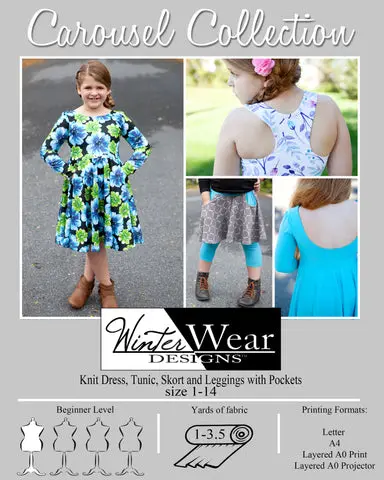 Carousel Collection
Winter Wear
DESIGNS™
Knit Dress, Tunic, Skort and Leggings with Pockets
size 1-14
Beginner Level
Yards of fabric
Printing Formats:
1-3.5
Letter
A4
Layered A0 Print
Layered A0 Projector